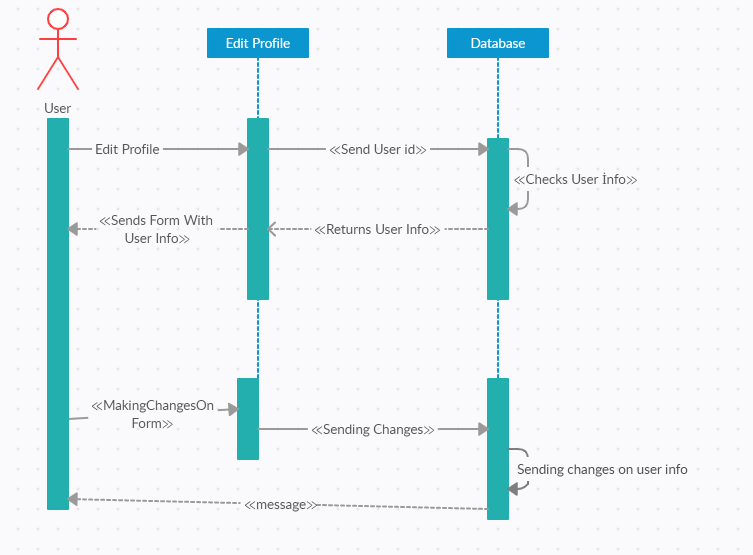 Edit Profile
Database
User
Edit Profile
≪Send User id≫
≪Checks User İnfo≫
≪Sends Form With
User Info≫
≪Returns User Info≫
≪MakingChangesOn
Form≫
≪Sending Changes≫
Sending changes on user info
≪message≫